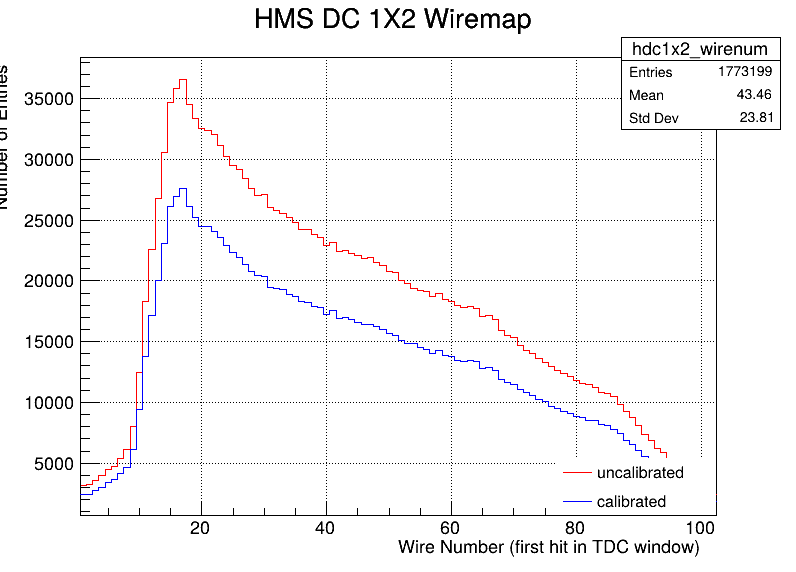 HMS DC 1X2 Wiremap
hdc1x2_wirenum
Entries 1773199
Mean 43.46
Std Dev 23.81
Number of Entries
35000
30000
25000
20000
15000
10000
5000
uncalibrated
calibrated
20 40 60 80 100
Wire Number (first hit in TDC window)